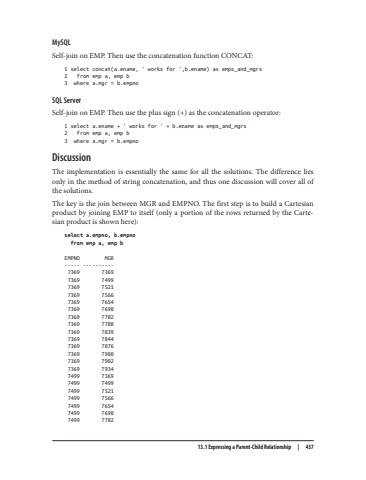 MySQL
Self-join on EMP. Then use the concatenation function CONCAT:
1 select concat(a.ename, ' works for ',b.ename) as emps_and_mgrs
2 from emp a, emp b
3 where a.mgr = b.empno
SQL Server
Self-join on EMP. Then use the plus sign (+) as the concatenation operator:
1 select a.ename + ' works for ' + b.ename as emps_and_mgrs
2 from emp a, emp b
3 where a.mgr = b.empno
Discussion
The implementation is essentially the same for all the solutions. The difference lies
only in the method of string concatenation, and thus one discussion will cover all of
the solutions.
The key is the join between MGR and EMPNO. The first step is to build a Cartesian
product by joining EMP to itself (only a portion of the rows returned by the Carte-
sian product is shown here):
select a.empno, b.empno
from emp a, emp b
EMPNO MGR
----- ----------
7369 7369
7369 7499
7369 7521
7369 7566
7369 7654
7369 7698
7369 7782
7369 7788
7369 7839
7369 7844
7369 7876
7369 7900
7369 7902
7369 7934
7499 7369
7499 7499
7499 7521
7499 7566
7499 7654
7499 7698
7499 7782
13.1 Expressing a Parent-Child Relationship | 437